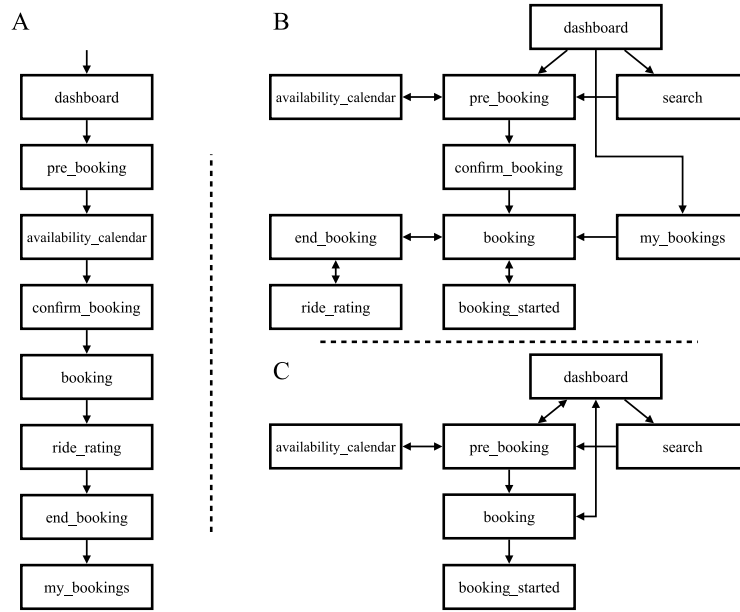 A
dashboard
pre_booking
availability_calendar
confirm_booking
booking
ride_rating
end_booking
my_bookings
B
dashboard
availability_calendar
pre_booking
search
confirm_booking
end_booking
booking
my_bookings
ride_rating
booking_started
C
dashboard
availability_calendar
pre_booking
search
booking
booking_started